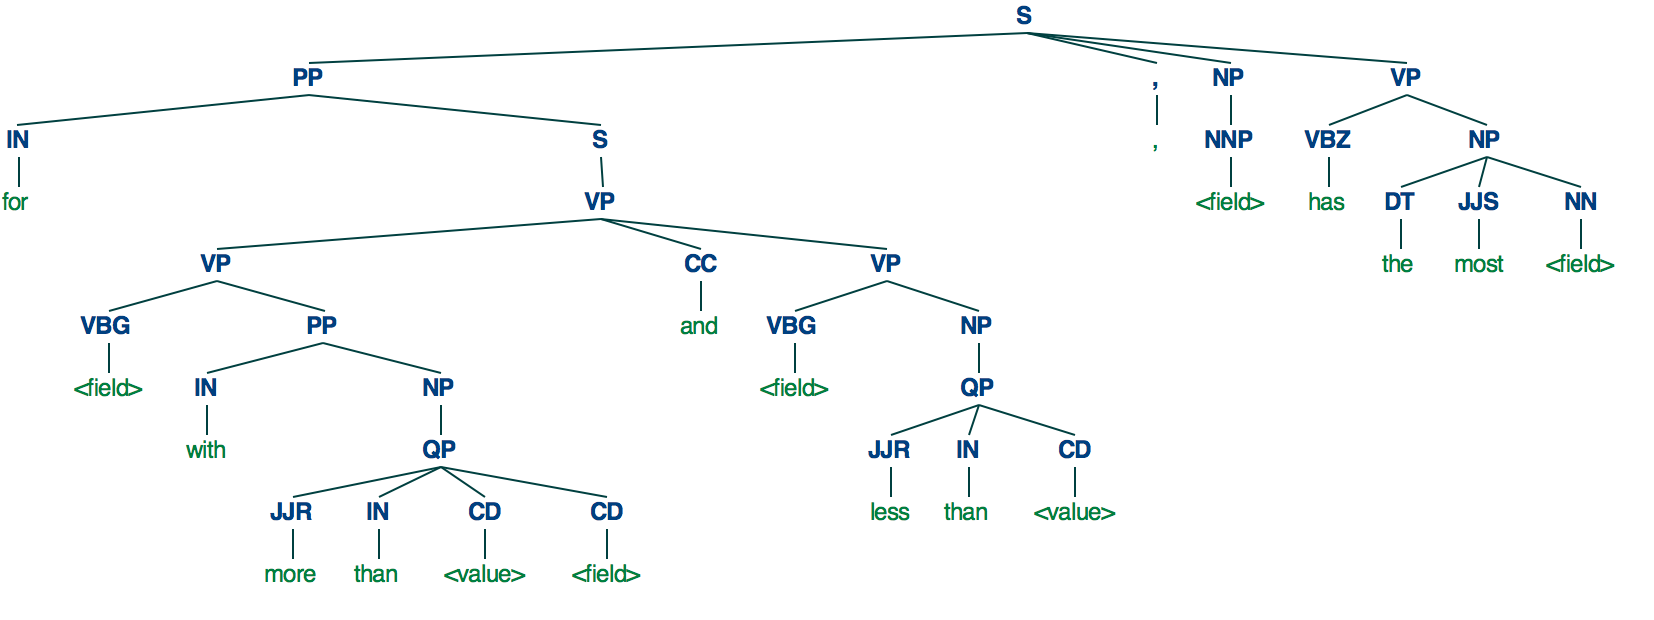 S
PP , NP VP
IN S , NNP VBZ NP
for VP <field> has DT JJS NN
VP CC VP the most <field>
VBG PP and VBG NP
<field> IN NP <field> QP
with QP JJR IN CD
JJR IN CD CD less than <value>
more than <value> <field>